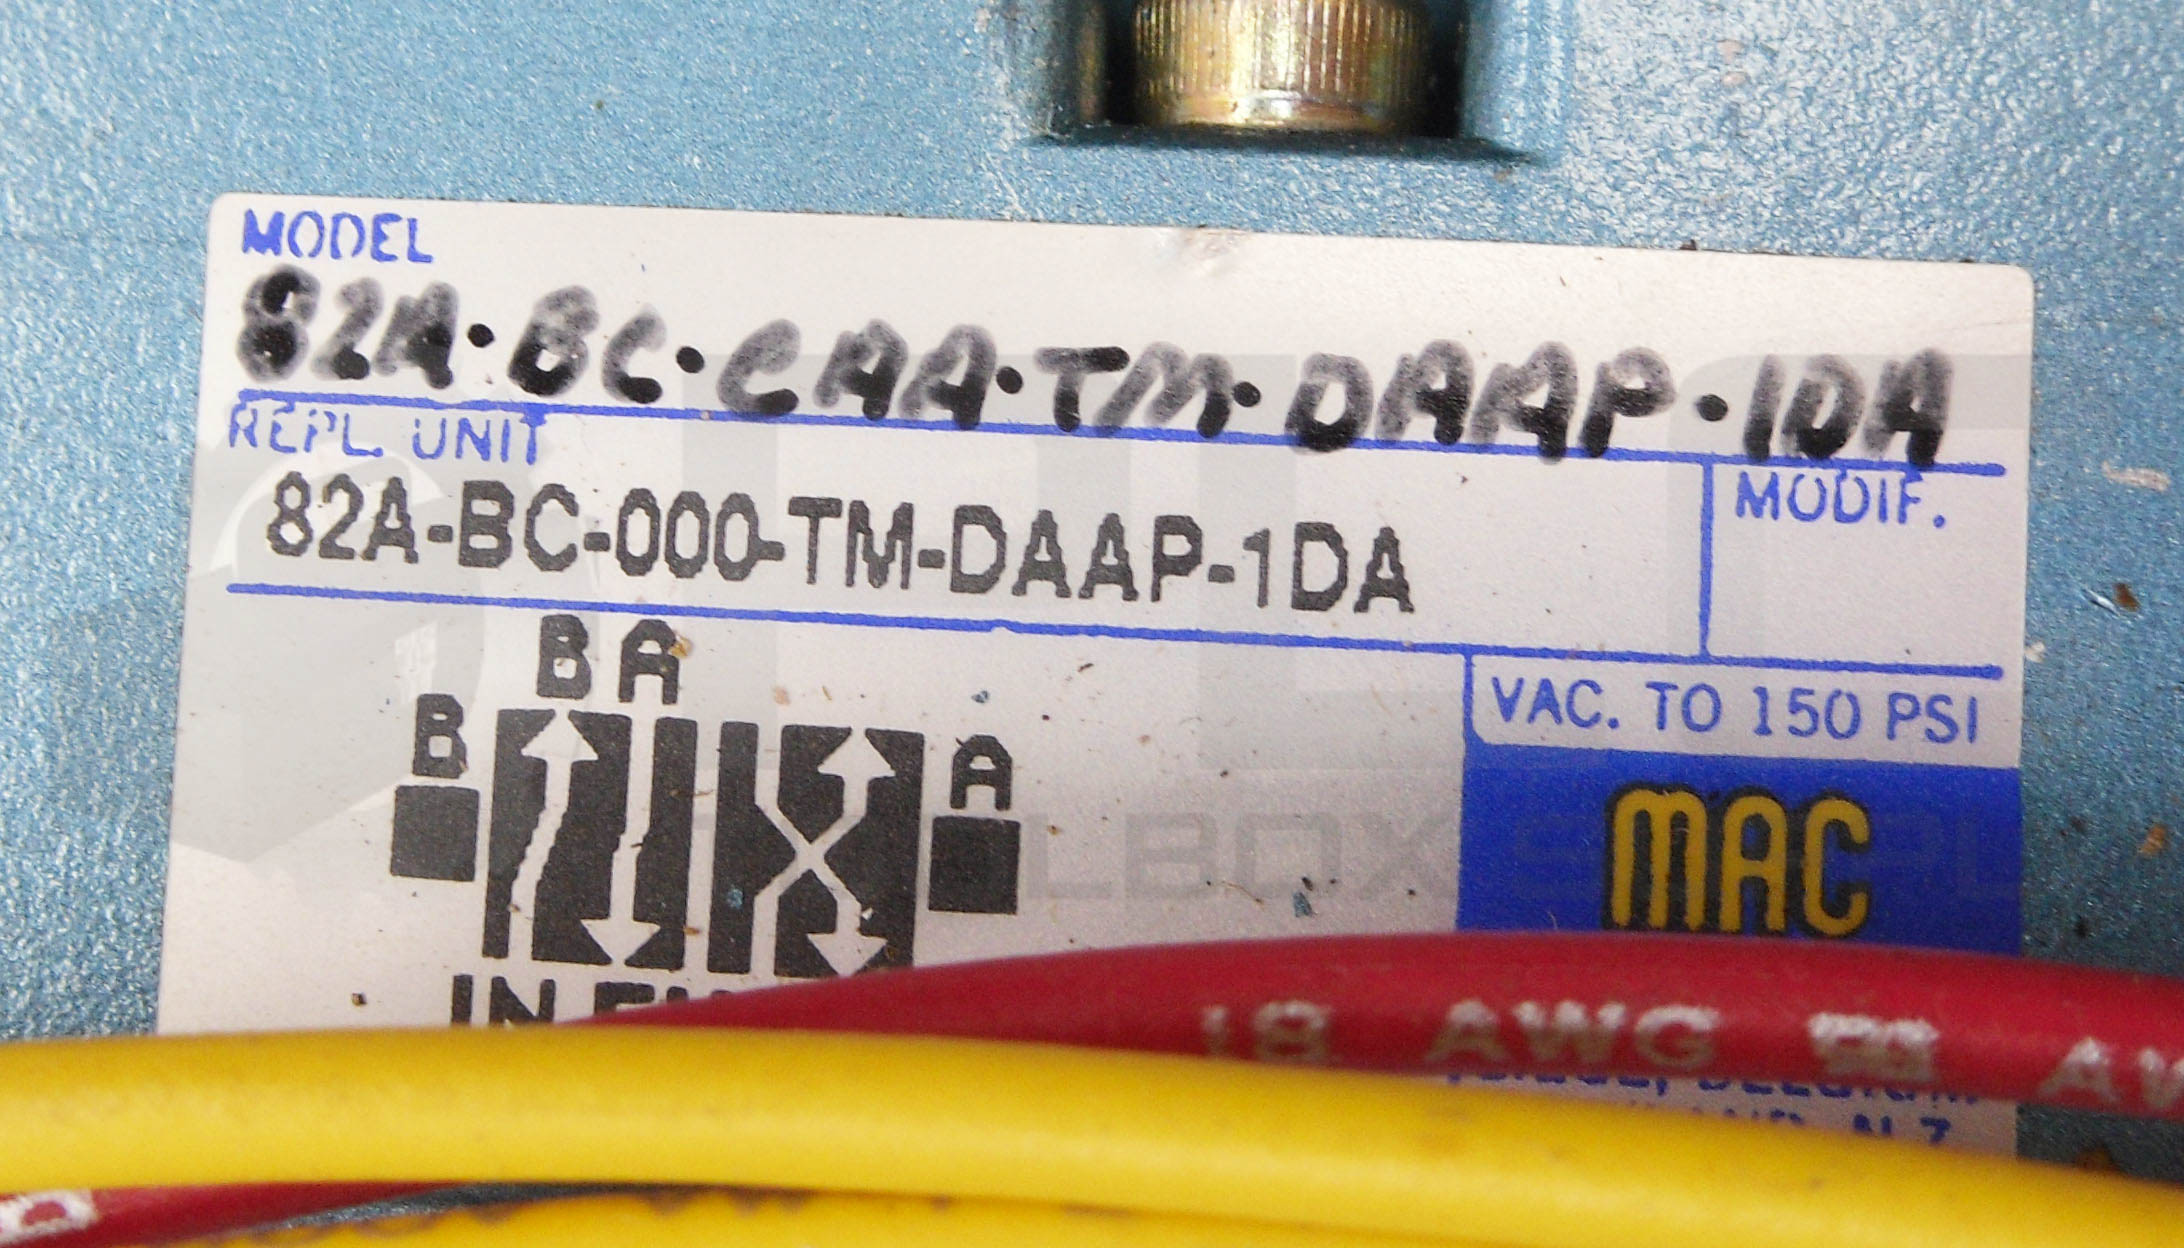 MODEL
82A·BC·CAA·TM·DAAP·1DA
REPL. UNIT
82A-BC-000-TM-DAAP-1DA
MODIF.
B A
B
A
VAC. TO 150 PSI
MAC
IN
18 AWG